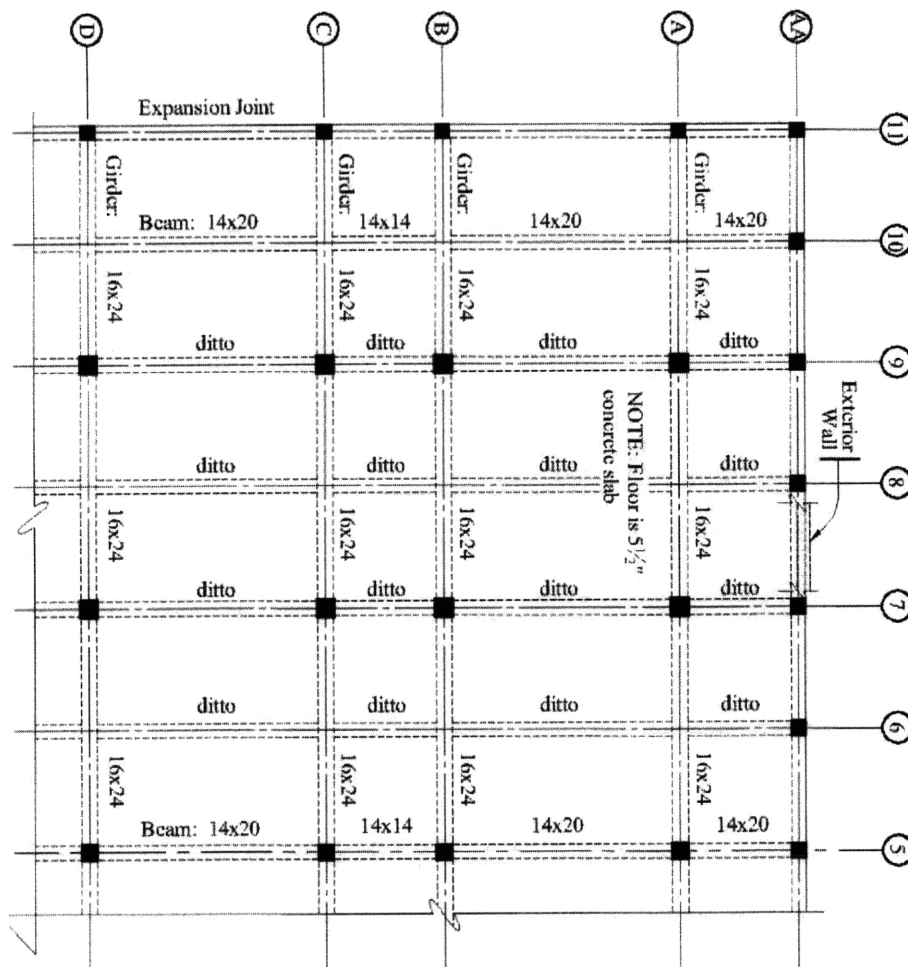 D C B A AA
Expansion Joint
11
Girder: Girder: Girder: Girder:
Beam: 14x20 14x14 14x20 14x20
10
16x24 16x24 16x24 16x24
ditto ditto ditto ditto
9
Exterior
Wall
NOTE: Floor is 5½"
concrete slab
ditto ditto ditto ditto
8
16x24 16x24 16x24 16x24
ditto ditto ditto ditto
7
ditto ditto ditto ditto
6
16x24 16x24 16x24 16x24
Beam: 14x20 14x14 14x20 14x20
5